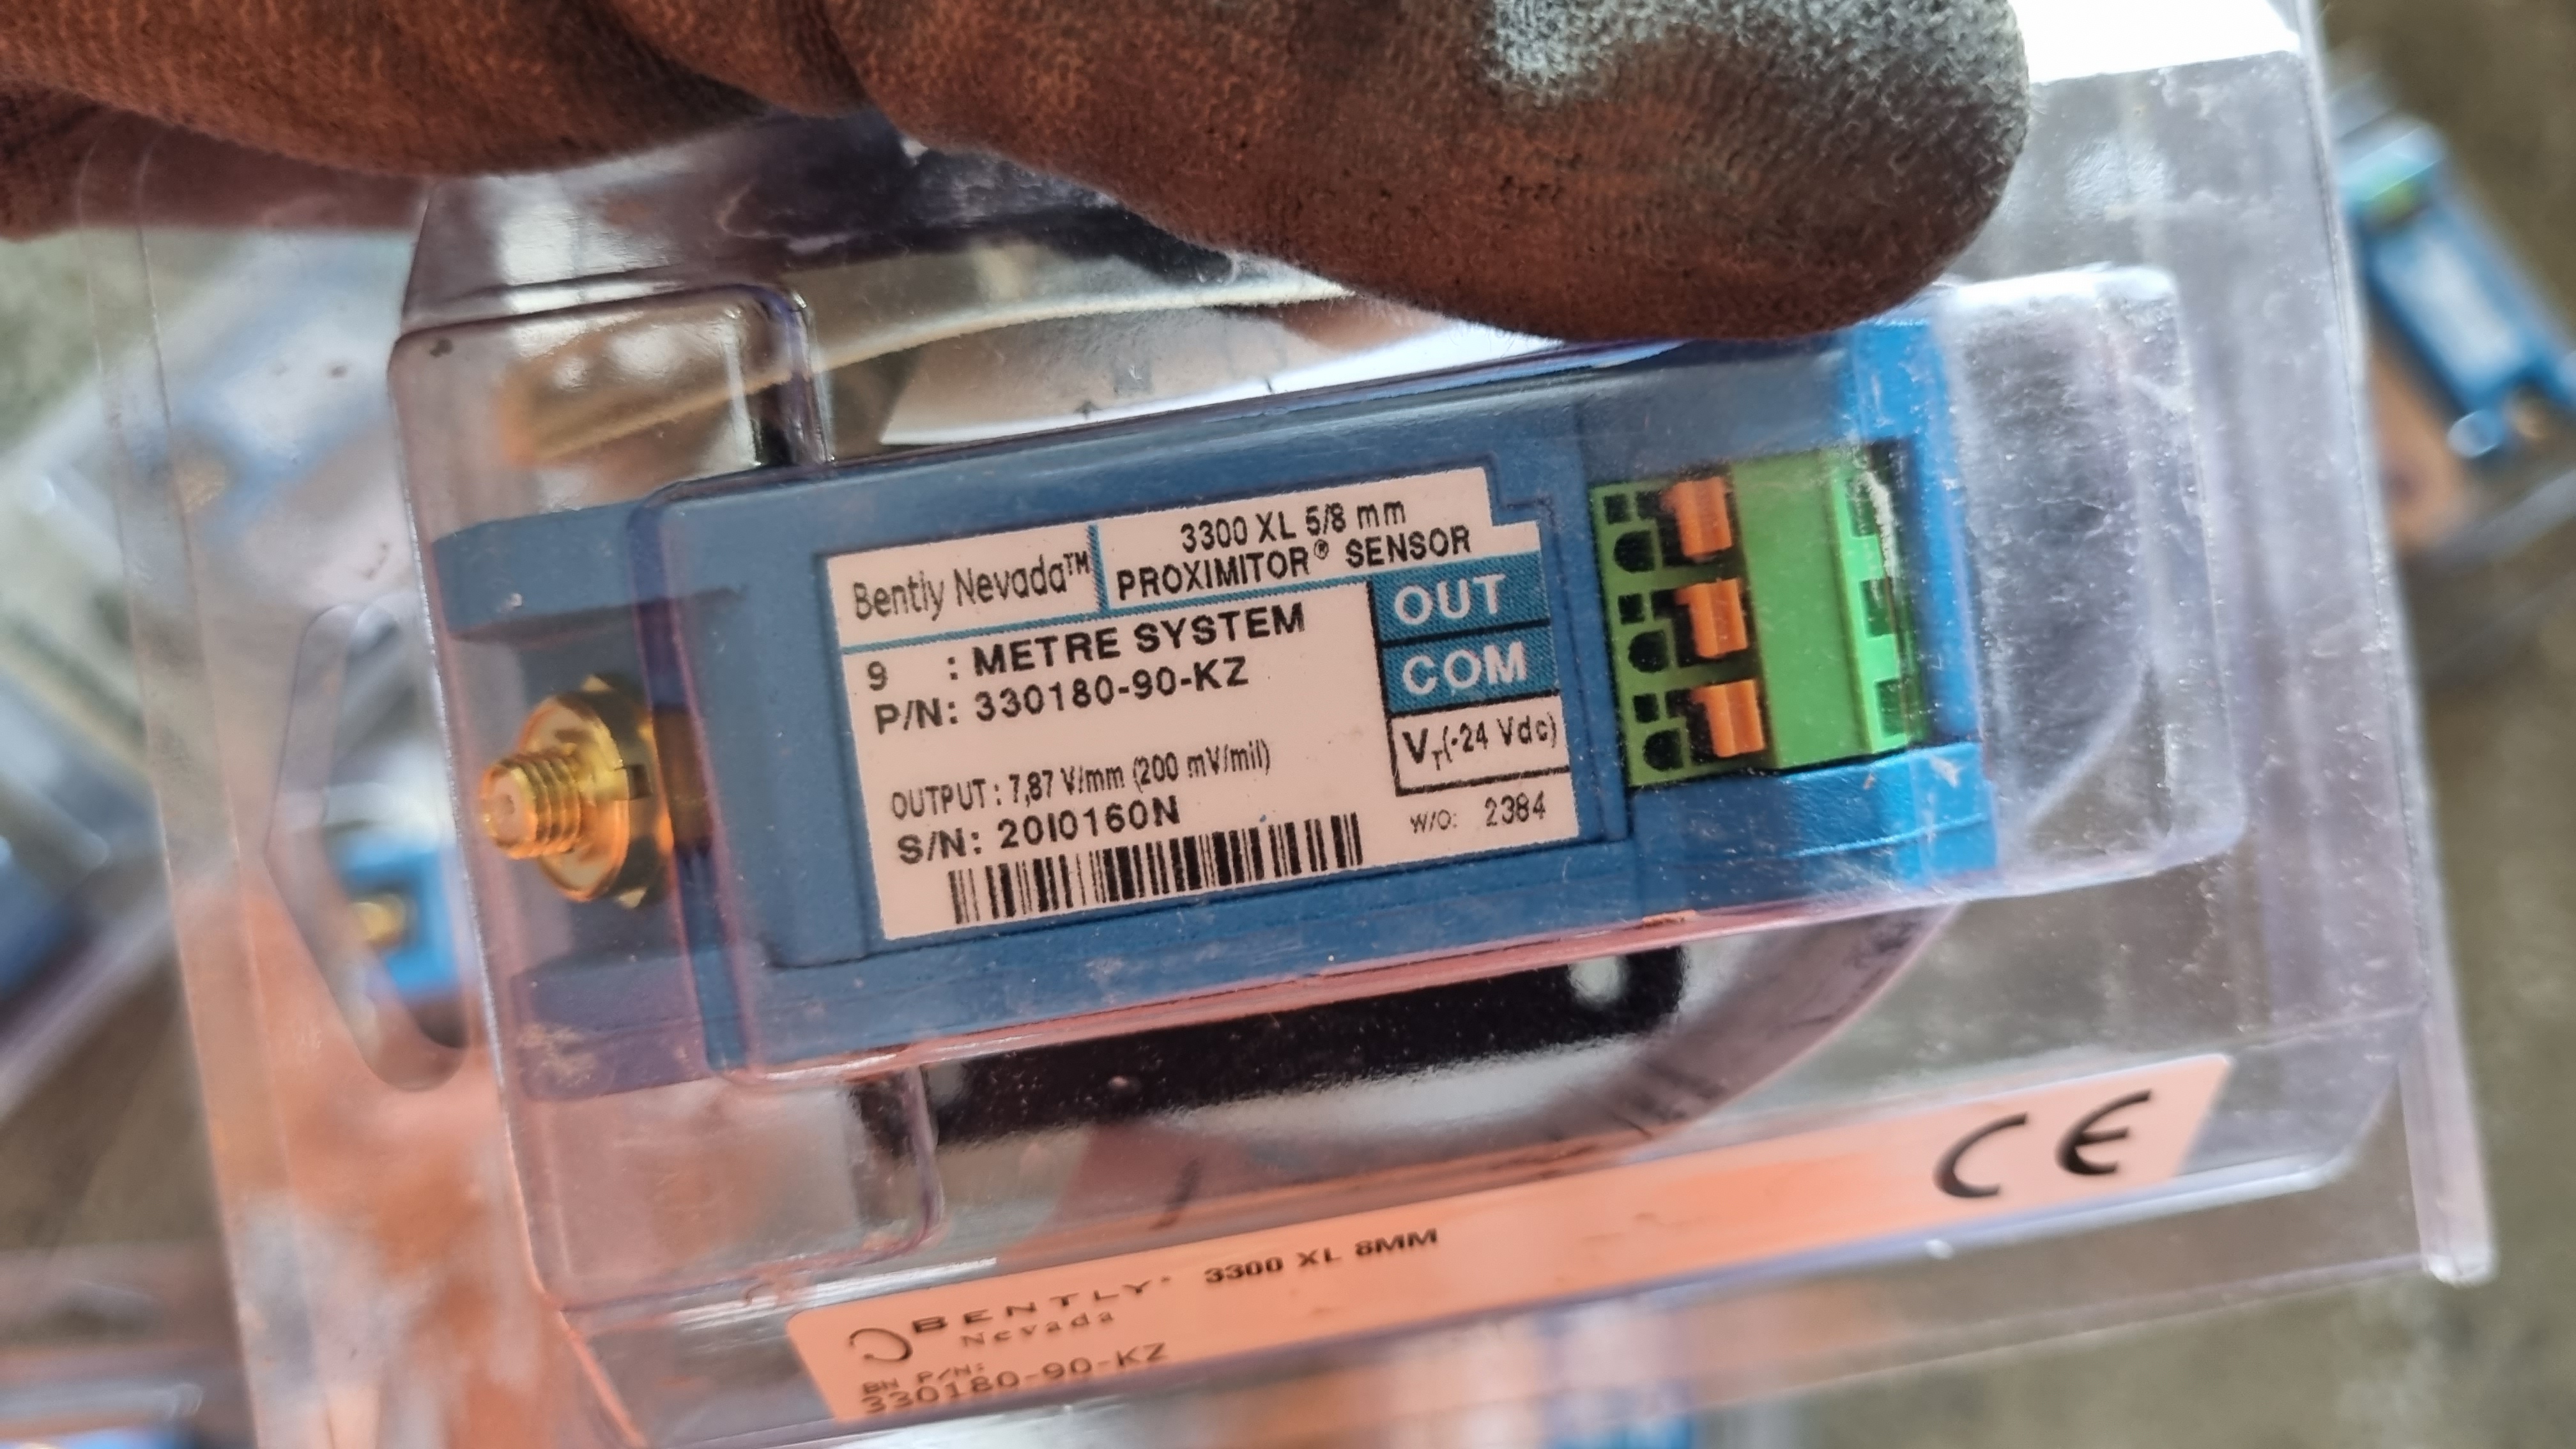 Bently Nevada™
3300 XL 5/8 mm
PROXIMITOR® SENSOR
9 : METRE SYSTEM
P/N: 330180-90-KZ
OUTPUT : 7,87 V/mm (200 mV/mil)
S/N: 20I0160N
OUT
COM
VT(-24 Vdc)
W/O: 2384
BENTLY 3300 XL 8MM
Nevada
BN P/N:
330180-90-KZ
CE